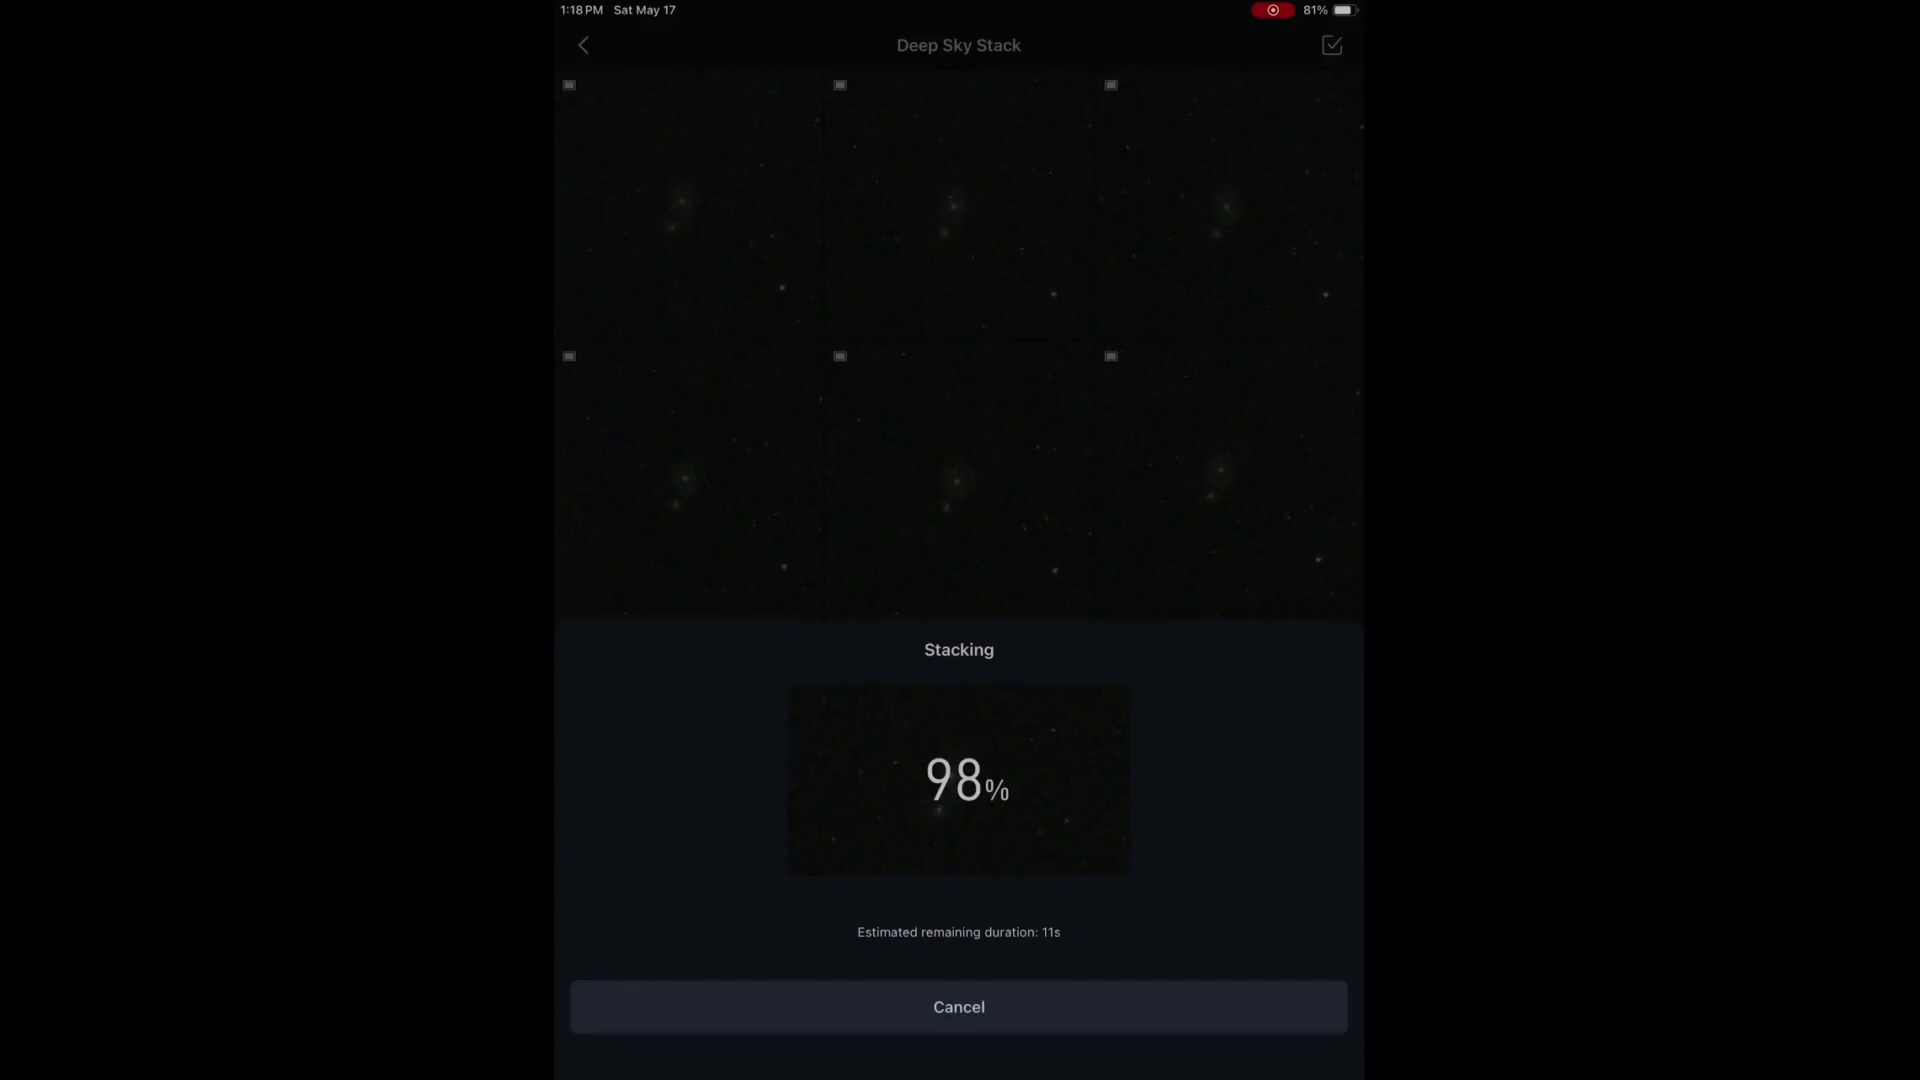 1:18 PM Sat May 17 81%
Deep Sky Stack
Stacking
98%
Estimated remaining duration: 11s
Cancel